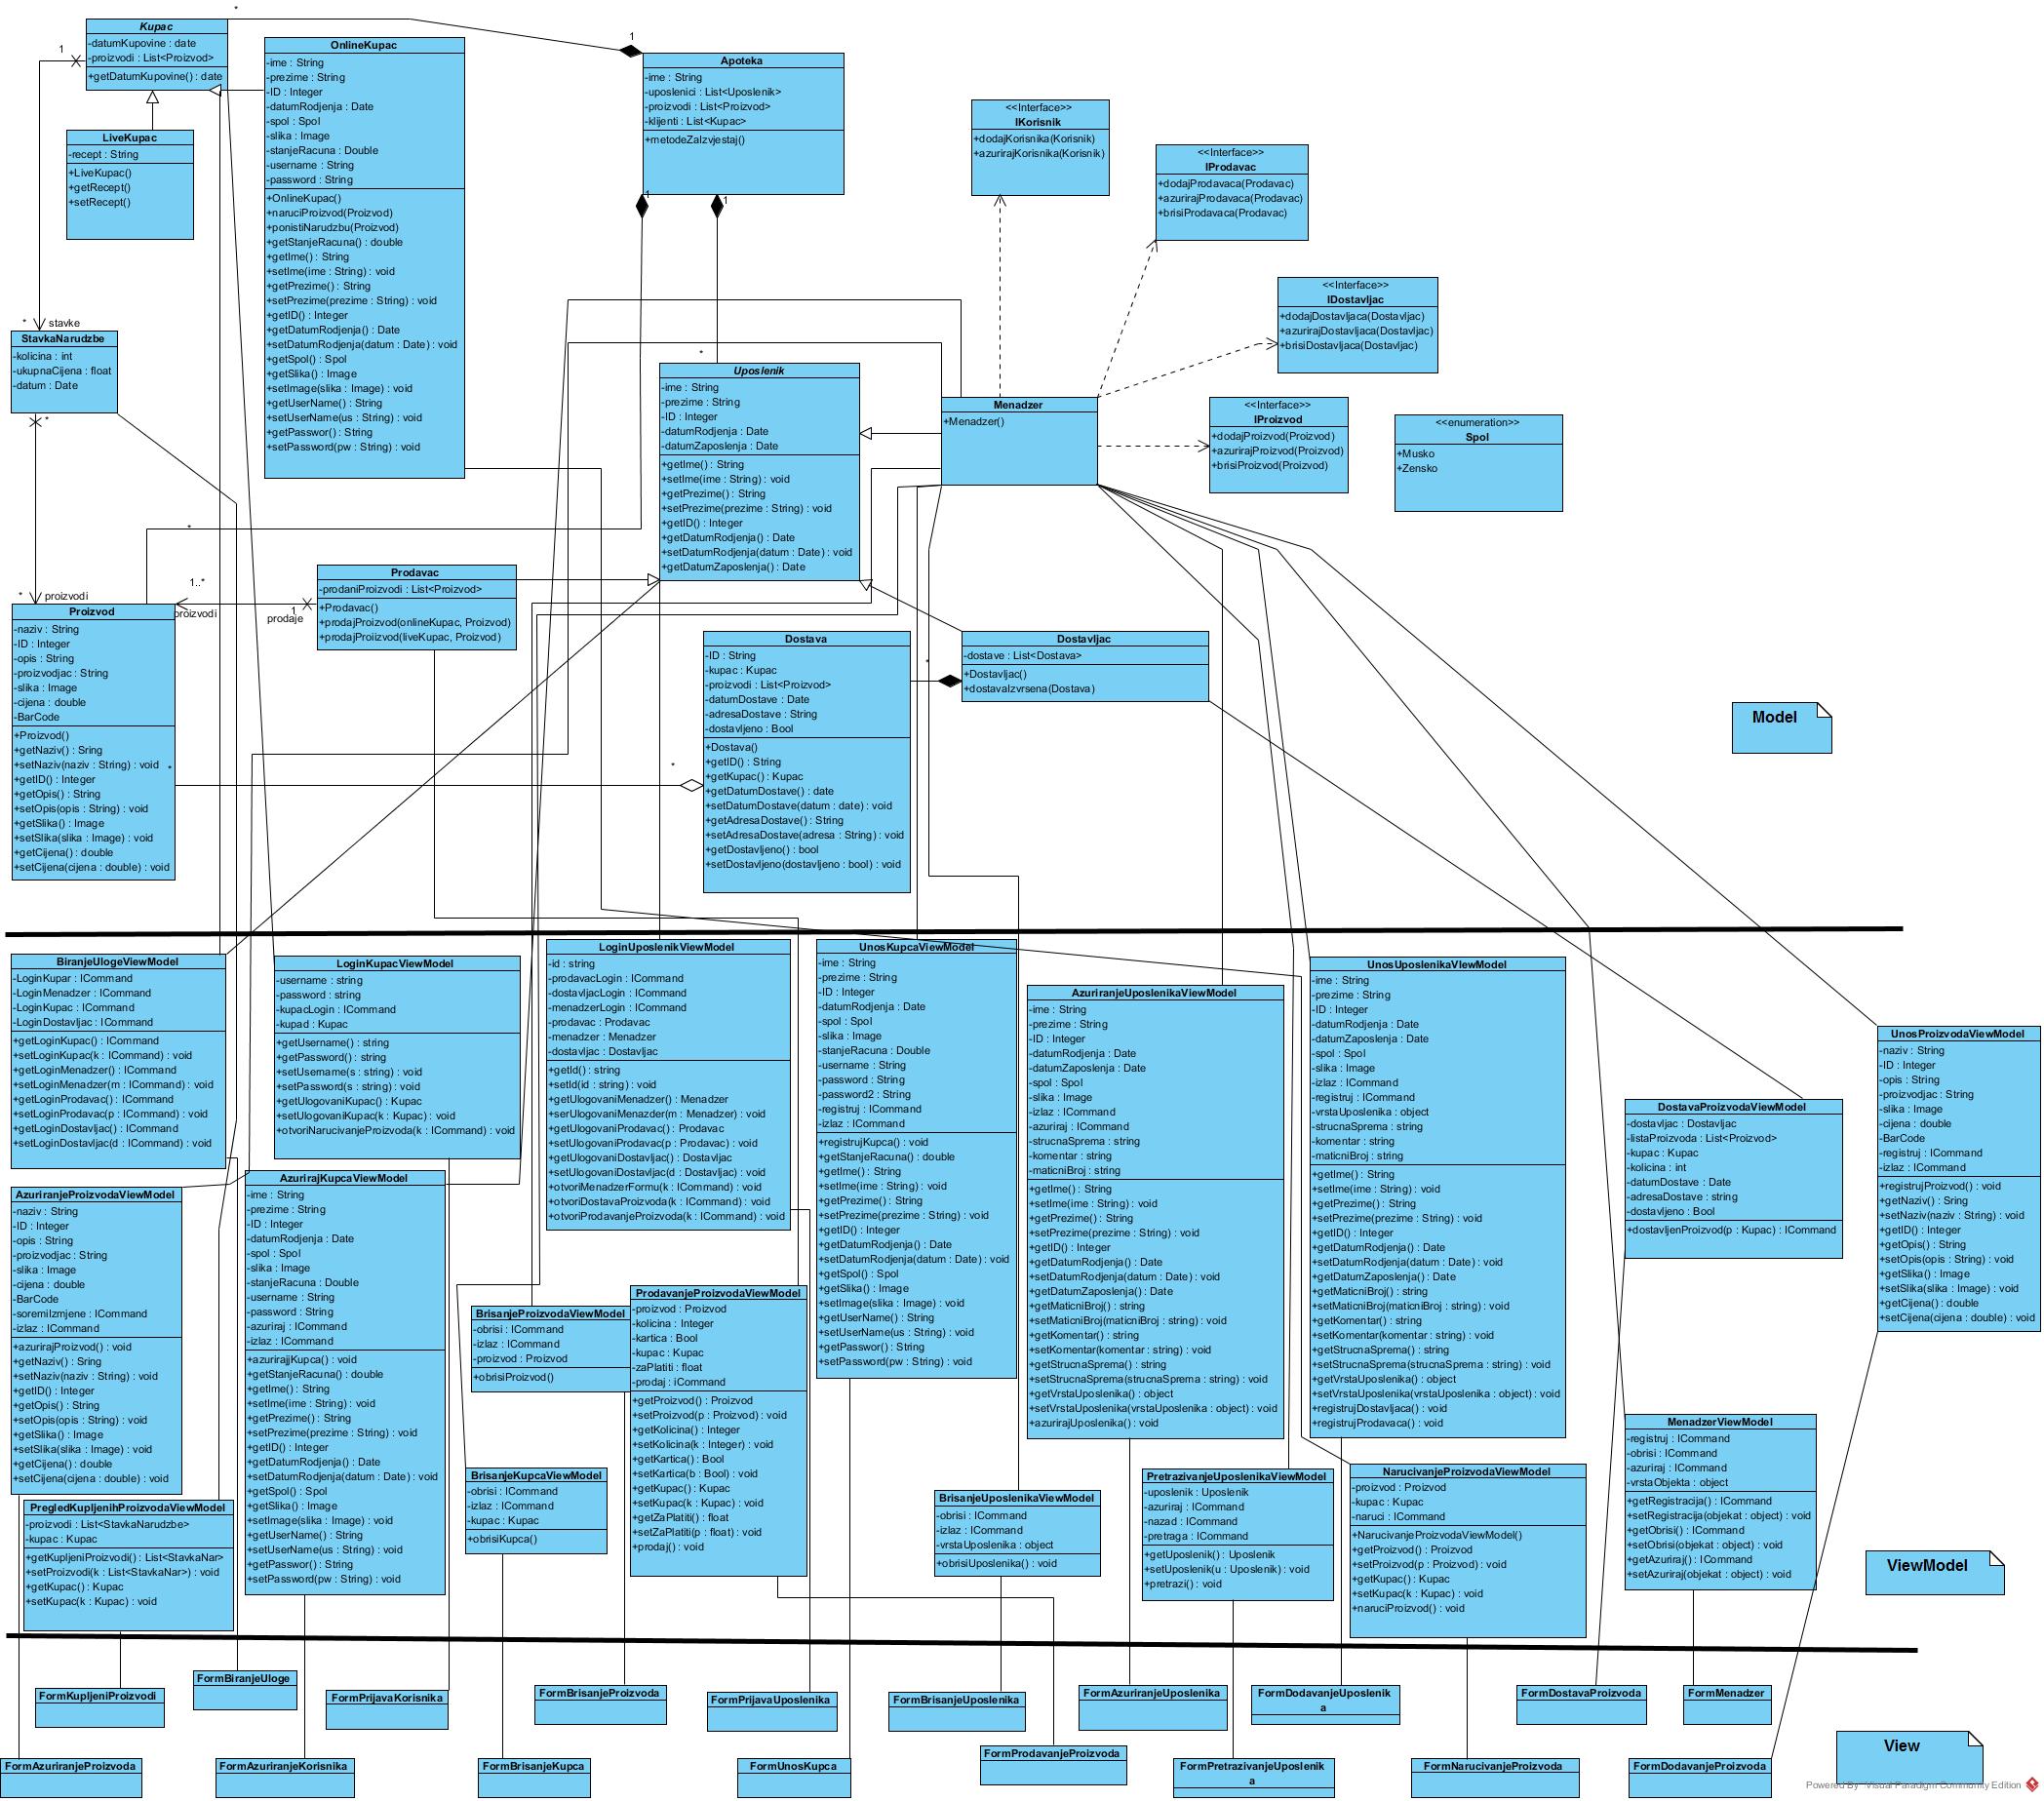 *
Kupac
-datumKupovine : date
-proizvodi : List<Proizvod>
+getDatumKupovine() : date
1
LiveKupac
-recept : String
+LiveKupac()
+getRecept()
+setRecept()
OnlineKupac
-ime : String
-prezime : String
-ID : Integer
-datumRodjenja : Date
-spol : Spol
-slika : Image
-stanjeRacuna : Double
-username : String
-password : String
+OnlineKupac()
+naruciProizvod(Proizvod)
+ponistiNarudzbu(Proizvod)
+getStanjeRacuna() : double
+getIme() : String
+setIme(ime : String) : void
+getPrezime() : String
+setPrezime(prezime : String) : void
+getID() : Integer
+getDatumRodjenja() : Date
+setDatumRodjenja(datum : Date) : void
+getSpol() : Spol
+getSlika() : Image
+setImage(slika : Image) : void
+getUserName() : String
+setUserName(us : String) : void
+getPasswor() : String
+setPassword(pw : String) : void
1
Apoteka
-ime : String
-uposlenici : List<Uposlenik>
-proizvodi : List<Proizvod>
-klijenti : List<Kupac>
+metodeZaIzvjestaj()
1
1
<<Interface>>
IKorisnik
+dodajKorisnika(Korisnik)
+azurirajKorisnika(Korisnik)
<<Interface>>
IProdavac
+dodajProdavaca(Prodavac)
+azurirajProdavaca(Prodavac)
+brisiProdavaca(Prodavac)
<<Interface>>
IDostavljac
+dodajDostavljaca(Dostavljac)
+azurirajDostavljaca(Dostavljac)
+brisiDostavljaca(Dostavljac)
<<Interface>>
IProizvod
+dodajProizvod(Proizvod)
+azurirajProizvod(Proizvod)
+brisiProizvod(Proizvod)
<<enumeration>>
Spol
+Musko
+Zensko
* stavke
StavkaNarudzbe
-kolicina : int
-ukupnaCijena : float
-datum : Date
*
*
*
Uposlenik
-ime : String
-prezime : String
-ID : Integer
-datumRodjenja : Date
-datumZaposlenja : Date
+getIme() : String
+setIme(ime : String) : void
+getPrezime() : String
+setPrezime(prezime : String) : void
+getID() : Integer
+getDatumRodjenja() : Date
+setDatumRodjenja(datum : Date) : void
+getDatumZaposlenja() : Date
Menadzer
+Menadzer()
* proizvodi
1..*
proizvodi
1
prodaje
Prodavac
-prodaniProizvodi : List<Proizvod>
+Prodavac()
+prodajProizvod(onlineKupac, Proizvod)
+prodajProiizvod(liveKupac, Proizvod)
Proizvod
-naziv : String
-ID : Integer
-opis : String
-proizvodjac : String
-slika : Image
-cijena : double
-BarCode
+Proizvod()
+getNaziv() : Sring
+setNaziv(naziv : String) : void
+getID() : Integer
+getOpis() : String
+setOpis(opis : String) : void
+getSlika() : Image
+setSlika(slika : Image) : void
+getCijena() : double
+setCijena(cijena : double) : void
*
*
Dostava
-ID : String
-kupac : Kupac
-proizvodi : List<Proizvod>
-datumDostave : Date
-adresaDostave : String
-dostavljeno : Bool
+Dostava()
+getID() : String
+getKupac() : Kupac
+getDatumDostave() : date
+setDatumDostave(datum : date) : void
+getAdresaDostave() : String
+setAdresaDostave(adresa : String) : void
+getDostavljeno() : bool
+setDostavljeno(dostavljeno : bool) : void
*
Dostavljac
-dostave : List<Dostava>
+Dostavljac()
+dostavaIzvrsena(Dostava)
Model
BiranjeUlogeViewModel
-LoginKupar : ICommand
-LoginMenadzer : ICommand
-LoginKupac : ICommand
-LoginDostavljac : ICommand
+getLoginKupac() : ICommand
+setLoginKupac(k : ICommand) : void
+getLoginMenadzer() : ICommand
+setLoginMenadzer(m : ICommand) : void
+getLoginProdavac() : ICommand
+setLoginProdavac(p : ICommand) : void
+getLoginDostavljac() : ICommand
+setLoginDostavljac(d : ICommand) : void
LoginKupacViewModel
-username : string
-password : string
-kupacLogin : ICommand
-kupad : Kupac
+getUsername() : string
+getPassword() : string
+setUsename(s : string) : void
+setPassword(s : string) : void
+getUlogovaniKupac() : Kupac
+setUlogovaniKupac(k : Kupac) : void
+otvoriNarucivanjeProizvoda(k : ICommand) : void
LoginUposlenikViewModel
-id : string
-prodavacLogin : ICommand
-dostavljacLogin : ICommand
-menadzerLogin : ICommand
-prodavac : Prodavac
-menadzer : Menadzer
-dostavljac : Dostavljac
+getId() : string
+setId(id : string) : void
+getUlogovaniMenadzer() : Menadzer
+serUlogovaniMenazder(m : Menadzer) : void
+getUlogovaniProdavac() : Prodavac
+setUlogovaniProdavac(p : Prodavac) : void
+getUlogovaniDostavljac() : Dostavljac
+setUlogovaniDostavljac(d : Dostavljac) : void
+otvoriMenadzerFormu(k : ICommand) : void
+otvoriDostavaProizvoda(k : ICommand) : void
+otvoriProdavanjeProizvoda(k : ICommand) : void
UnosKupcaViewModel
-ime : String
-prezime : String
-ID : Integer
-datumRodjenja : Date
-spol : Spol
-slika : Image
-stanjeRacuna : Double
-username : String
-password : String
-password2 : String
-registruj : ICommand
-izlaz : ICommand
+registrujKupca() : void
+getStanjeRacuna() : double
+getIme() : String
+setIme(ime : String) : void
+getPrezime() : String
+setPrezime(prezime : String) : void
+getID() : Integer
+getDatumRodjenja() : Date
+setDatumRodjenja(datum : Date) : void
+getSpol() : Spol
+getSlika() : Image
+setImage(slika : Image) : void
+getUserName() : String
+setUserName(us : String) : void
+getPasswor() : String
+setPassword(pw : String) : void
AzuriranjeUposlenikaViewModel
-ime : String
-prezime : String
-ID : Integer
-datumRodjenja : Date
-datumZaposlenja : Date
-spol : Spol
-slika : Image
-izlaz : ICommand
-azuriraj : ICommand
-strucnaSprema : string
-komentar : string
-maticniBroj : string
+getIme() : String
+setIme(ime : String) : void
+getPrezime() : String
+setPrezime(prezime : String) : void
+getID() : Integer
+getDatumRodjenja() : Date
+setDatumRodjenja(datum : Date) : void
+getDatumZaposlenja() : Date
+getMaticniBroj() : string
+setMaticniBroj(maticniBroj : string) : void
+getKomentar() : string
+setKomentar(komentar : string) : void
+getStrucnaSprema() : string
+setStrucnaSprema(strucnaSprema : string) : void
+getVrstaUposlenika() : object
+setVrstaUposlenika(vrstaUposlenika : object) : void
+azurirajUposlenika() : void
UnosUposlenikaVIewModel
-ime : String
-prezime : String
-ID : Integer
-datumRodjenja : Date
-datumZaposlenja : Date
-spol : Spol
-slika : Image
-izlaz : ICommand
-registruj : ICommand
-vrstaUposlenika : object
-strucnaSprema : string
-komentar : string
-maticniBroj : string
+getIme() : String
+setIme(ime : String) : void
+getPrezime() : String
+setPrezime(prezime : String) : void
+getID() : Integer
+getDatumRodjenja() : Date
+setDatumRodjenja(datum : Date) : void
+getDatumZaposlenja() : Date
+getMaticniBroj() : string
+setMaticniBroj(maticniBroj : string) : void
+getKomentar() : string
+setKomentar(komentar : string) : void
+getStrucnaSprema() : string
+setStrucnaSprema(strucnaSprema : string) : void
+getVrstaUposlenika() : object
+setVrstaUposlenika(vrstaUposlenika : object) : void
+registrujDostavljaca() : void
+registrujProdavaca() : void
DostavaProizvodaViewModel
-dostavljac : Dostavljac
-listaProizvoda : List<Proizvod>
-kupac : Kupac
-kolicina : int
-datumDostave : Date
-adresaDostave : string
-dostavljeno : Bool
+dostavljenProizvod(p : Kupac) : ICommand
UnosProizvodaViewModel
-naziv : String
-ID : Integer
-opis : String
-proizvodjac : String
-slika : Image
-cijena : double
-BarCode
-registruj : ICommand
-izlaz : ICommand
+registrujProizvod() : void
+getNaziv() : Sring
+setNaziv(naziv : String) : void
+getID() : Integer
+getOpis() : String
+setOpis(opis : String) : void
+getSlika() : Image
+setSlika(slika : Image) : void
+getCijena() : double
+setCijena(cijena : double) : void
AzuriranjeProizvodaViewModel
-naziv : String
-ID : Integer
-opis : String
-proizvodjac : String
-slika : Image
-cijena : double
-BarCode
-soremiIzmjene : ICommand
-izlaz : ICommand
+azurirajProizvod() : void
+getNaziv() : Sring
+setNaziv(naziv : String) : void
+getID() : Integer
+getOpis() : String
+setOpis(opis : String) : void
+getSlika() : Image
+setSlika(slika : Image) : void
+getCijena() : double
+setCijena(cijena : double) : void
AzurirajKupcaViewModel
-ime : String
-prezime : String
-ID : Integer
-datumRodjenja : Date
-spol : Spol
-slika : Image
-stanjeRacuna : Double
-username : String
-password : String
-azuriraj : ICommand
-izlaz : ICommand
+azurirajjKupca() : void
+getStanjeRacuna() : double
+getIme() : String
+setIme(ime : String) : void
+getPrezime() : String
+setPrezime(prezime : String) : void
+getID() : Integer
+getDatumRodjenja() : Date
+setDatumRodjenja(datum : Date) : void
+getSpol() : Spol
+getSlika() : Image
+setImage(slika : Image) : void
+getUserName() : String
+setUserName(us : String) : void
+getPasswor() : String
+setPassword(pw : String) : void
BrisanjeProizvodaViewModel
-obrisi : ICommand
-izlaz : ICommand
-proizvod : Proizvod
+obrisiProizvod()
ProdavanjeProizvodaViewModel
-proizvod : Proizvod
-kolicina : Integer
-kartica : Bool
-kupac : Kupac
-zaPlatiti : float
-prodaj : iCommand
+getProizvod() : Proizvod
+setProizvod(p : Proizvod) : void
+getKolicina() : Integer
+setKolicina(k : Integer) : void
+getKartica() : Bool
+setKartica(b : Bool) : void
+getKupac() : Kupac
+setKupac(k : Kupac) : void
+getZaPlatiti() : float
+setZaPlatiti(p : float) : void
+prodaj() : void
PregledKupljenihProizvodaViewModel
-proizvodi : List<StavkaNarudzbe>
-kupac : Kupac
+getKupljeniProizvodi() : List<StavkaNar>
+setProizvodi(k : List<StavkaNar>) : void
+getKupac() : Kupac
+setKupac(k : Kupac) : void
BrisanjeKupcaViewModel
-obrisi : ICommand
-izlaz : ICommand
-kupac : Kupac
+obrisiKupca()
BrisanjeUposlenikaViewModel
-obrisi : ICommand
-izlaz : ICommand
-vrstaUposlenika : object
+obrisiUposlenika() : void
PretrazivanjeUposlenikaViewModel
-uposlenik : Uposlenik
-azuriraj : ICommand
-nazad : ICommand
-pretraga : ICommand
+getUposlenik() : Uposlenik
+setUposlenik(u : Uposlenik) : void
+pretrazi() : void
NarucivanjeProizvodaViewModel
-proizvod : Proizvod
-kupac : Kupac
-naruci : ICommand
+NarucivanjeProizvodaViewModel()
+getProizvod() : Proizvod
+setProizvod(p : Proizvod) : void
+getKupac() : Kupac
+setKupac(k : Kupac) : void
+naruciProizvod() : void
MenadzerViewModel
-registruj : ICommand
-obrisi : ICommand
-azuriraj : ICommand
-vrstaObjekta : object
+getRegistracija() : ICommand
+setRegistracija(objekat : object) : void
+getObrisi() : ICommand
+setObrisi(objekat : object) : void
+getAzuriraj() : ICommand
+setAzuriraj(objekat : object) : void
ViewModel
FormKupljeniProizvodi
FormBiranjeUloge
FormPrijavaKorisnika
FormBrisanjeProizvoda
FormPrijavaUposlenika
FormBrisanjeUposlenika
FormAzuriranjeUposlenika
FormDodavanjeUposlenik
a
FormDostavaProizvoda
FormMenadzer
View
FormAzuriranjeProizvoda
FormAzuriranjeKorisnika
FormBrisanjeKupca
FormUnosKupca
FormProdavanjeProizvoda
FormPretrazivanjeUposlenik
a
FormNarucivanjeProizvoda
FormDodavanjeProizvoda
Powered By Visual Paradigm Community Edition